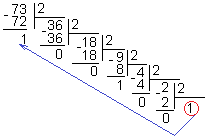 - 73 | 2
72 - 36 | 2
1 36 - 18 | 2
0 18 - 9 | 2
0 8 - 4 | 2
1 4 - 2 | 2
0 2 1
0